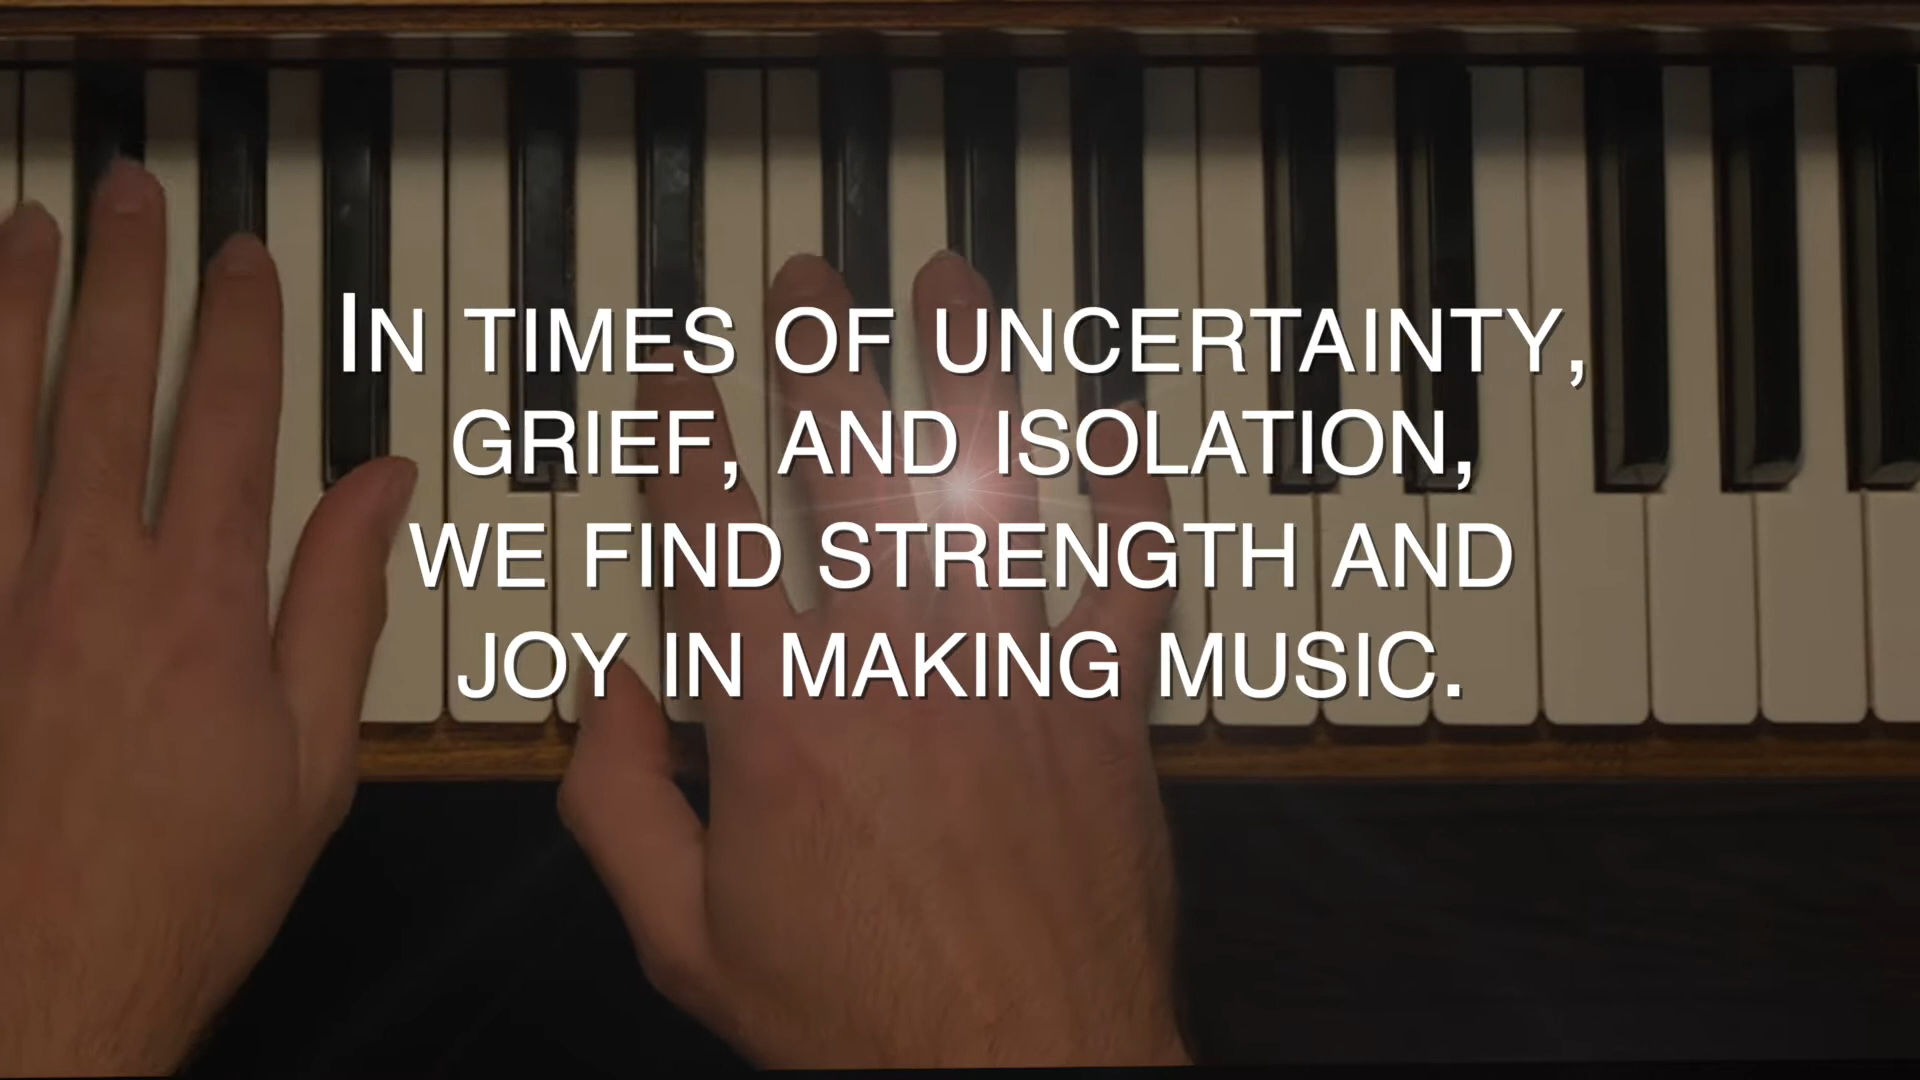 In times of uncertainty,
grief, and isolation,
we find strength and
joy in making music.